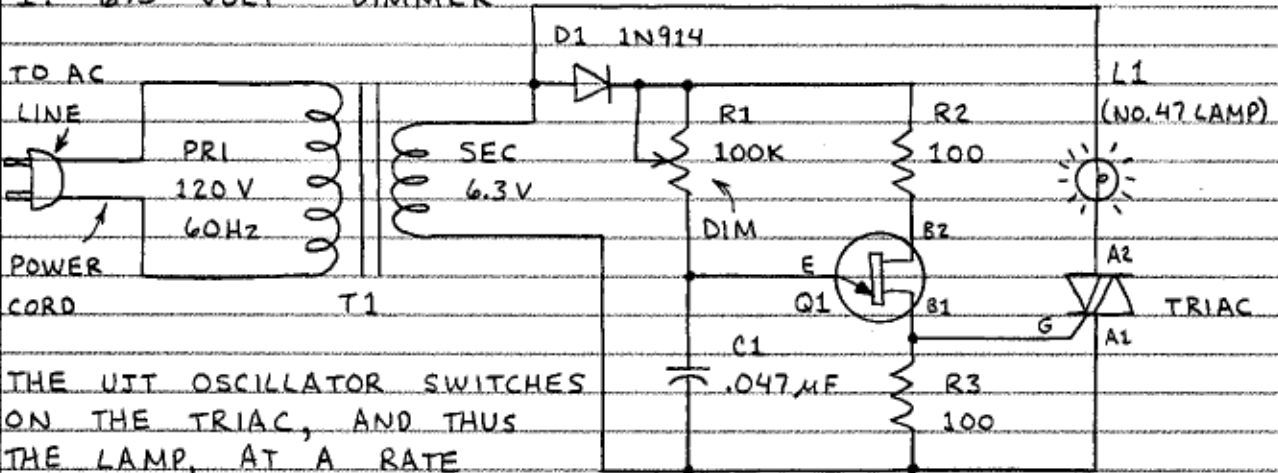 D1 1N914
TO AC
LINE
PRI
120 V
60HZ
SEC
6.3 V
R1
100K
DIM
R2
100
L1
(NO. 47 LAMP)
POWER
CORD
T1
E
Q1
B2
B1
G
A2
TRIAC
A1
C1
.047 µF
R3
100
THE UJT OSCILLATOR SWITCHES
ON THE TRIAC, AND THUS
THE LAMP, AT A RATE